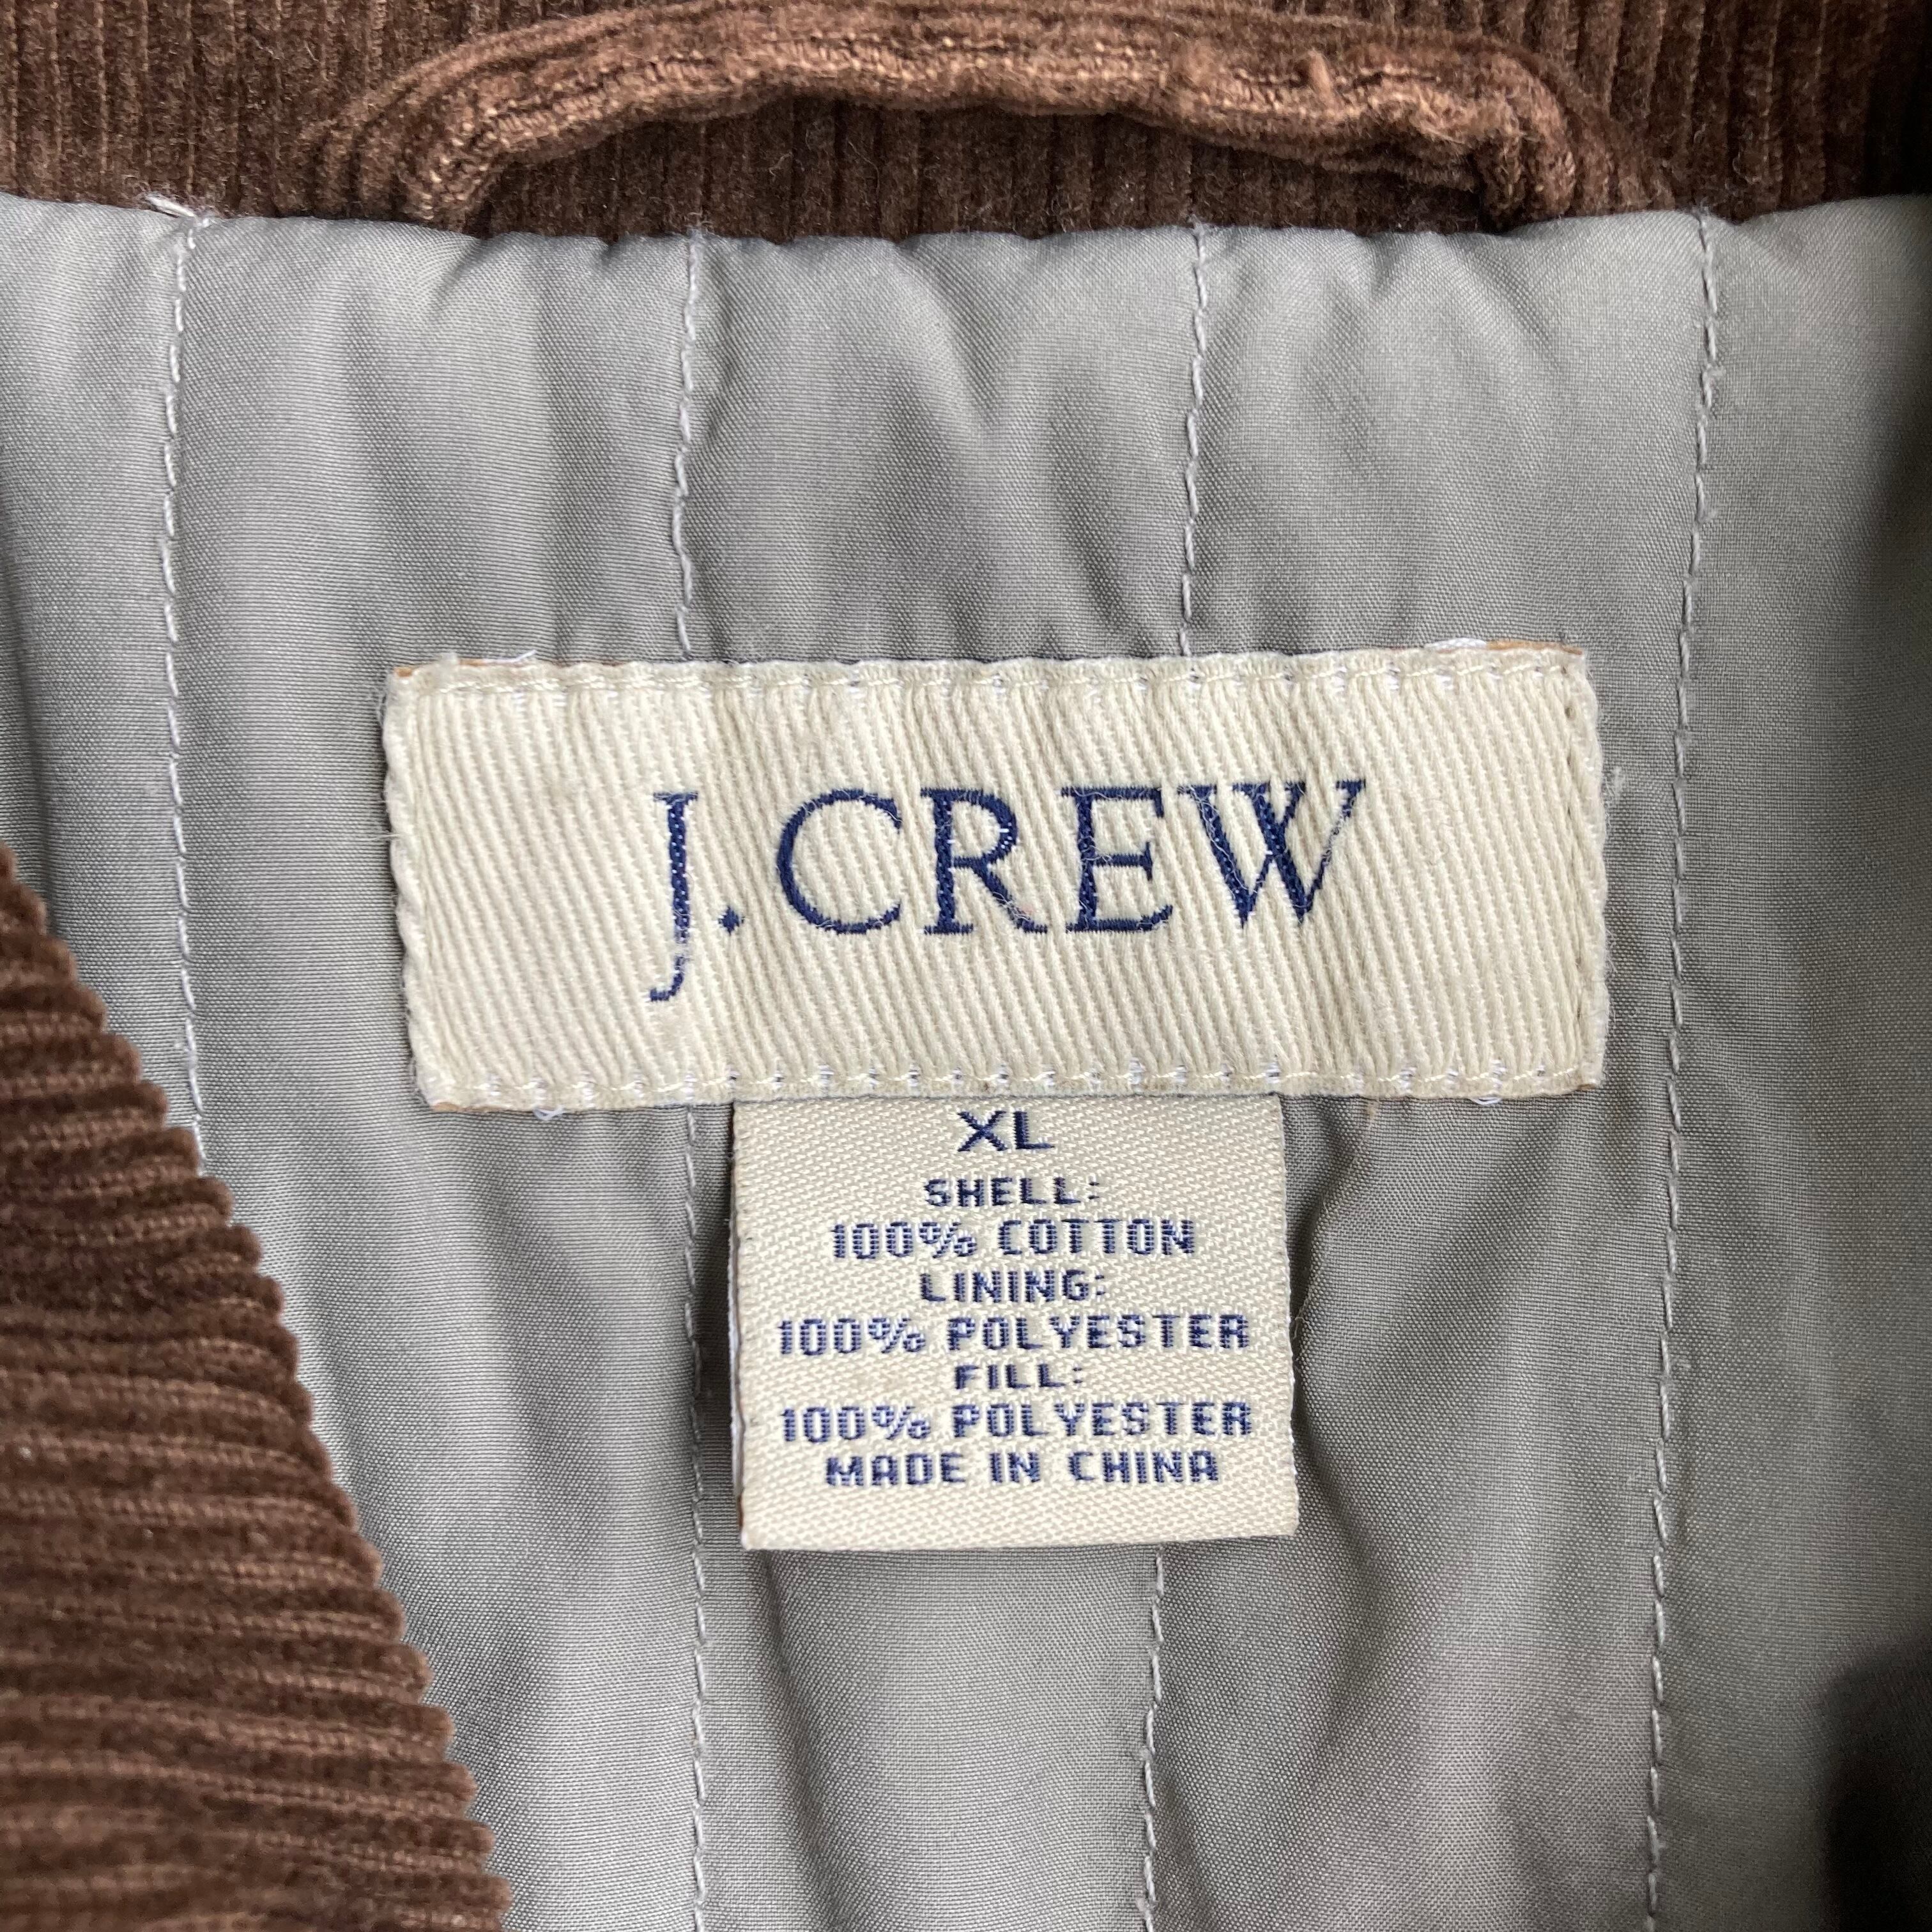 J.CREW
XL
SHELL:
100% COTTON
LINING:
100% POLYESTER
FILL:
100% POLYESTER
MADE IN CHINA